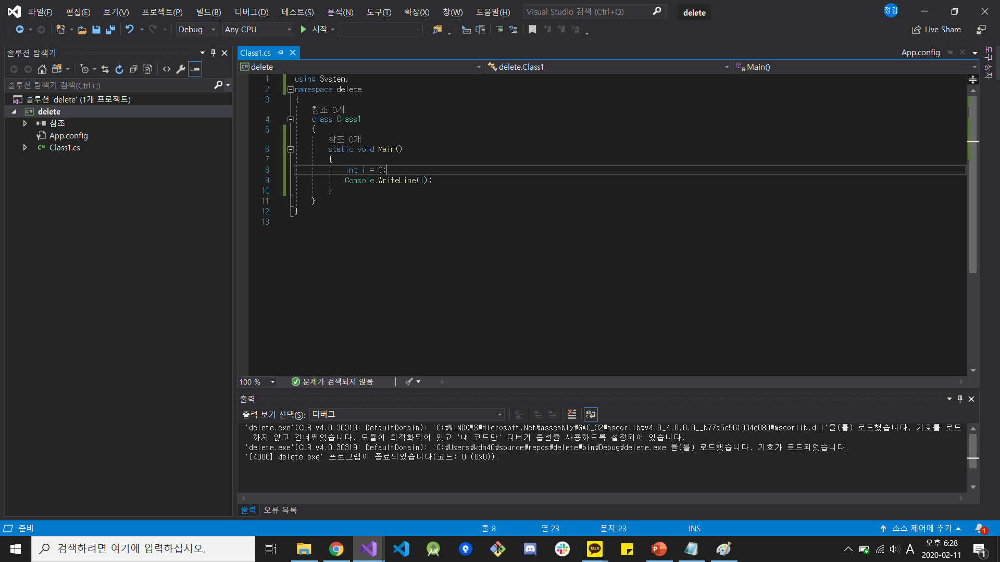 파일(F) 편집(E) 보기(V) 프로젝트(P) 빌드(B) 디버그(D) 테스트(S) 분석(N) 도구(T) 확장(X) 창(W) 도움말(H) Visual Studio 검색 (Ctrl+Q) delete 정김
Debug Any CPU 시작 Live Share
솔루션 탐색기
솔루션 탐색기 검색(Ctrl+;)
솔루션 'delete' (1개 프로젝트)
delete
참조
App.config
Class1.cs
Class1.cs App.config
delete delete.Class1 Main()
도구 상자
1 using System;
2 namespace delete
3 {
참조 0개
4 class Class1
5 {
참조 0개
6 static void Main()
7 {
8 int i = 0;
9 Console.WriteLine(i);
10 }
11 }
12 }
13
100 % 문제가 검색되지 않음
출력
출력 보기 선택(S): 디버그
'delete.exe'(CLR v4.0.30319: DefaultDomain): 'C:₩WINDOWS₩Microsoft.Net₩assembly₩GAC_32₩mscorlib₩v4.0_4.0.0.0__b77a5c561934e089₩mscorlib.dll'을(를) 로드했습니다. 기호를 로드
하지 않고 건너뛰었습니다. 모듈이 최적화되어 있고 '내 코드만' 디버거 옵션을 사용하도록 설정되어 있습니다.
'delete.exe'(CLR v4.0.30319: DefaultDomain): 'C:₩Users₩kdh40₩source₩repos₩delete₩bin₩Debug₩delete.exe'을(를) 로드했습니다. 기호가 로드되었습니다.
'[4000] delete.exe' 프로그램이 종료되었습니다(코드: 0 (0x0)).
출력 오류 목록
준비 줄 8 열 23 문자 23 INS 소스 제어에 추가 1
검색하려면 여기에 입력하십시오.
TALK
A
오후 6:28
2020-02-11
1